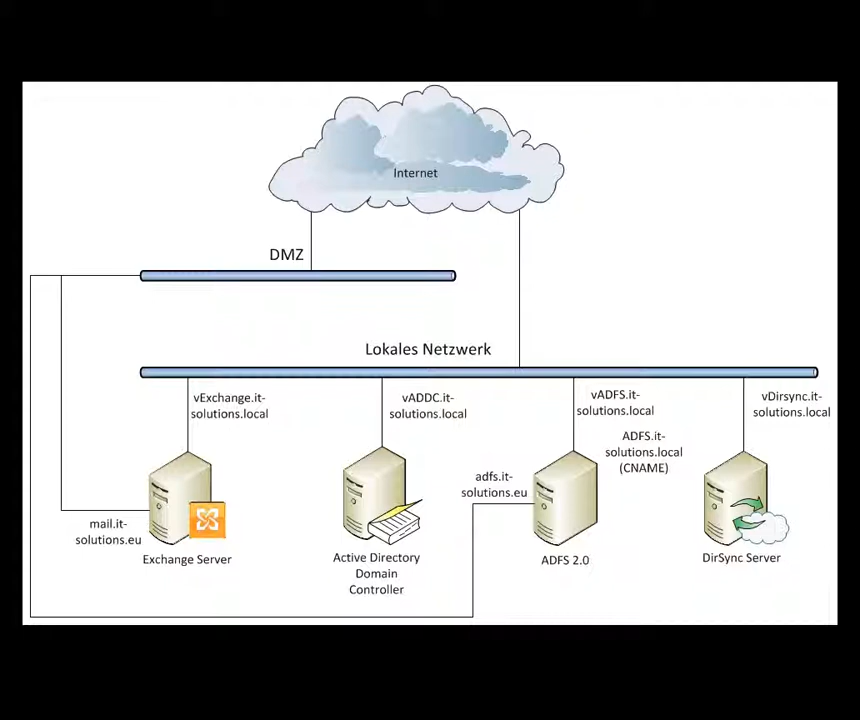 Internet
DMZ
Lokales Netzwerk
vExchange.it-
solutions.local
vADDC.it-
solutions.local
vADFS.it-
solutions.local
vDirsync.it-
solutions.local
ADFS.it-
solutions.local
(CNAME)
adfs.it-
solutions.eu
mail.it-
solutions.eu
Exchange Server
Active Directory
Domain
Controller
ADFS 2.0
DirSync Server